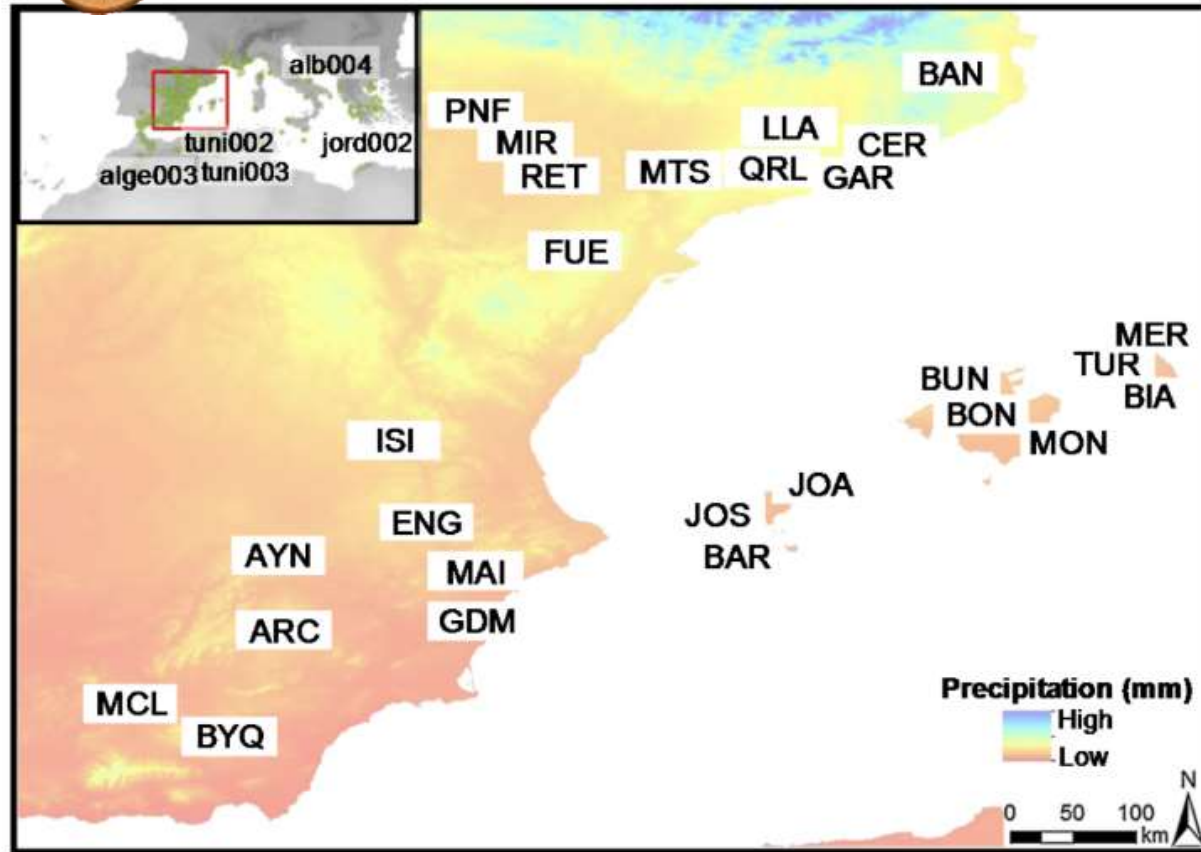 alb004
tuni002
jord002
alge003 tuni003
BAN
PNF
LLA
MIR
CER
RET
MTS
QRL
GAR
FUE
MER
TUR
BUN
BIA
BON
MON
ISI
JOA
ENG
JOS
AYN
BAR
MAI
GDM
ARC
MCL
BYQ
Precipitation (mm)
High
Low
N
0 50 100
km